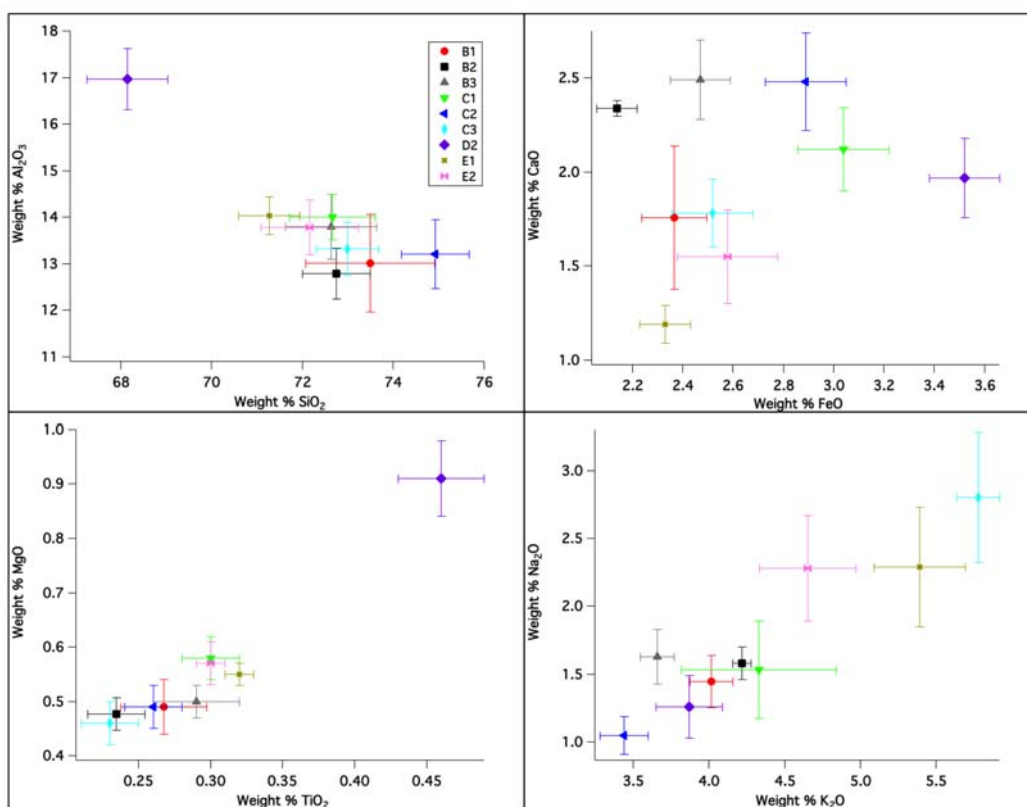 18
17
16
15
14
13
12
11
Weight % Al2O3
68
70
72
74
76
Weight % SiO2
B1
B2
B3
C1
C2
C3
D2
E1
E2
2.5
2.0
1.5
1.0
Weight % CaO
2.2
2.4
2.6
2.8
3.0
3.2
3.4
3.6
Weight % FeO
1.0
0.9
0.8
0.7
0.6
0.5
0.4
Weight % MgO
0.25
0.30
0.35
0.40
0.45
Weight % TiO2
3.0
2.5
2.0
1.5
1.0
Weight % Na2O
3.5
4.0
4.5
5.0
5.5
Weight % K2O